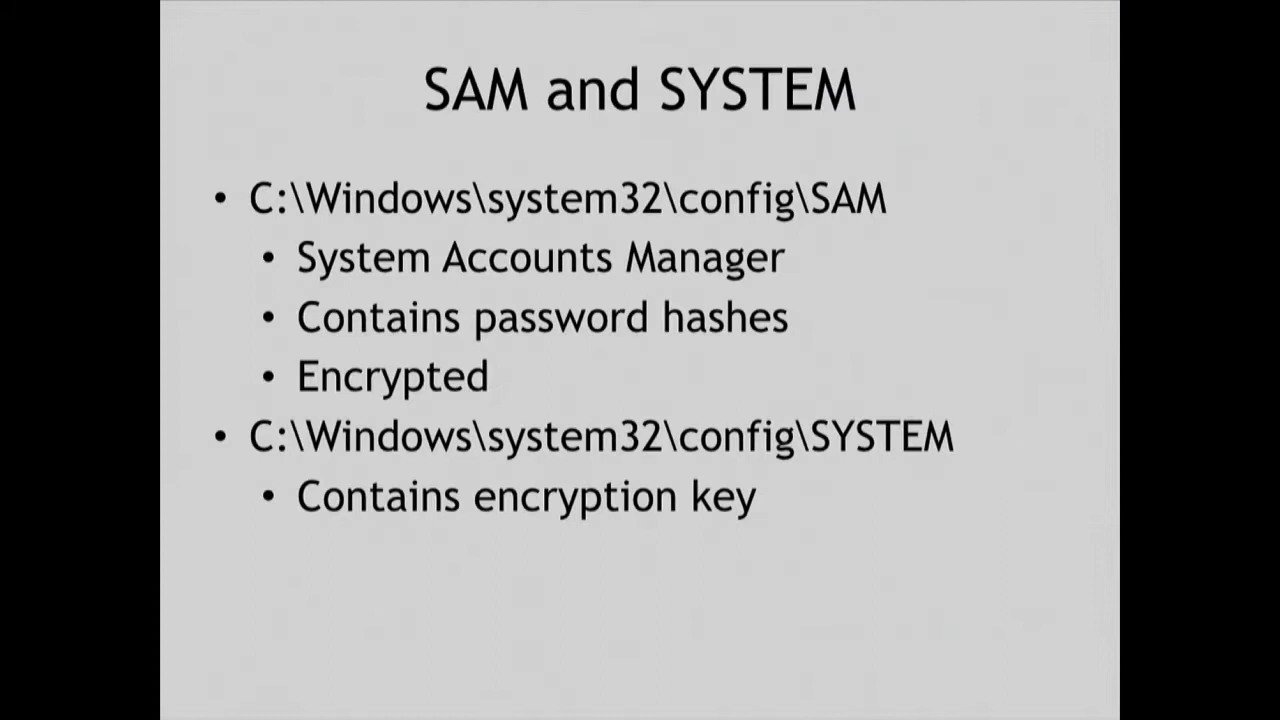 SAM and SYSTEM
• C:\Windows\system32\config\SAM
• System Accounts Manager
• Contains password hashes
• Encrypted
• C:\Windows\system32\config\SYSTEM
• Contains encryption key